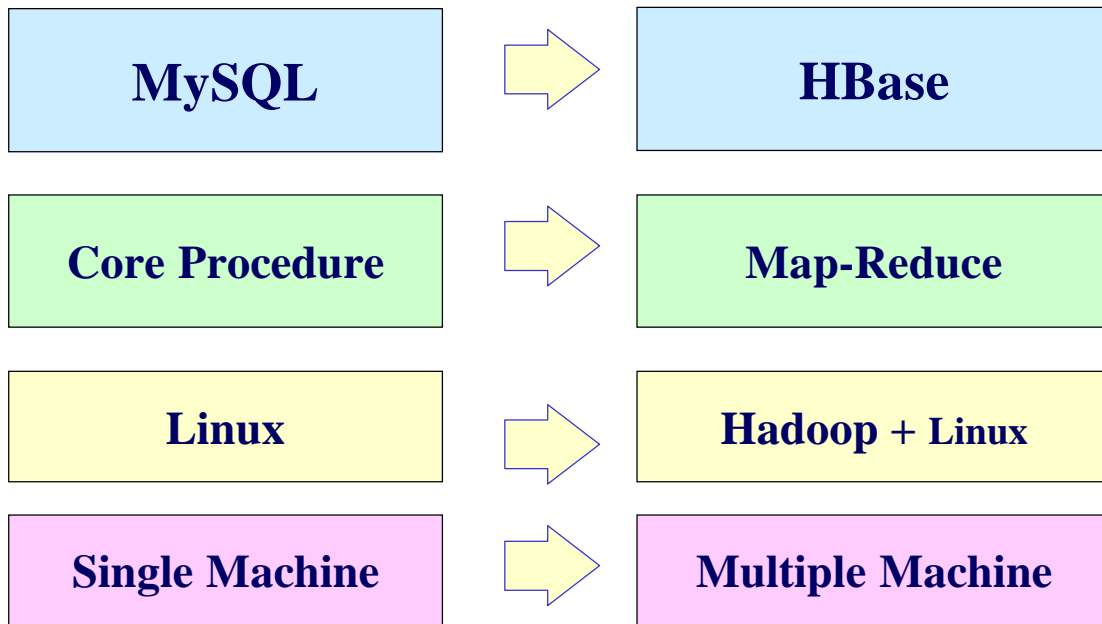 MySQL
HBase
Core Procedure
Map-Reduce
Linux
Hadoop + Linux
Single Machine
Multiple Machine